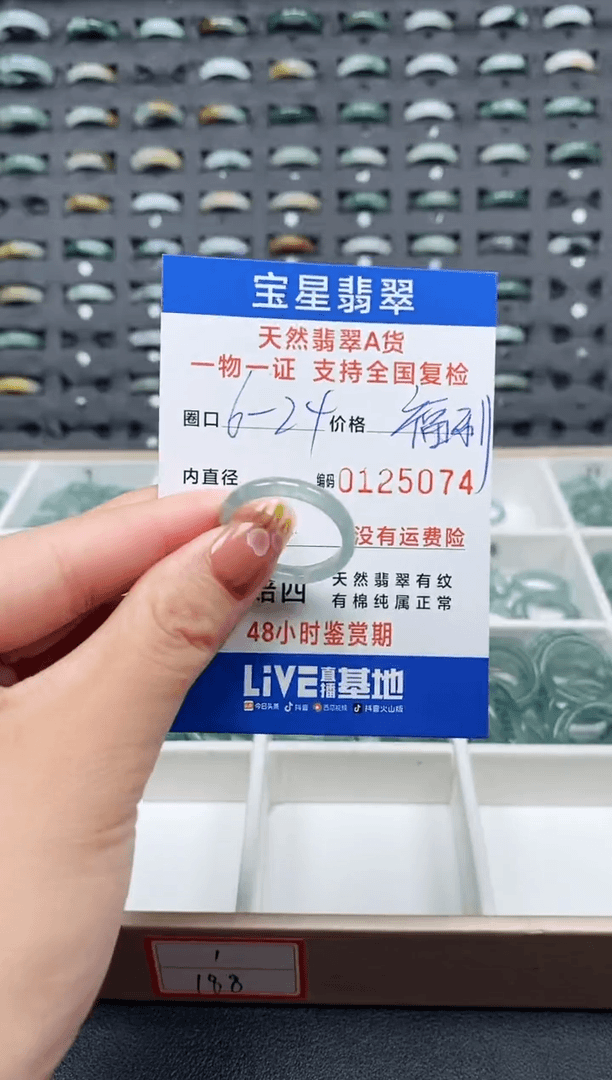 宝星翡翠
天然翡翠A货
一物一证 支持全国复检
圈口 6-24 价格 福利
内直径 编码 0125074
没有运费险
赔四 天然翡翠有纹
有棉纯属正常
48小时鉴赏期
LiVE直播基地
今日头条 抖音 西瓜视频 抖音火山版
1
188